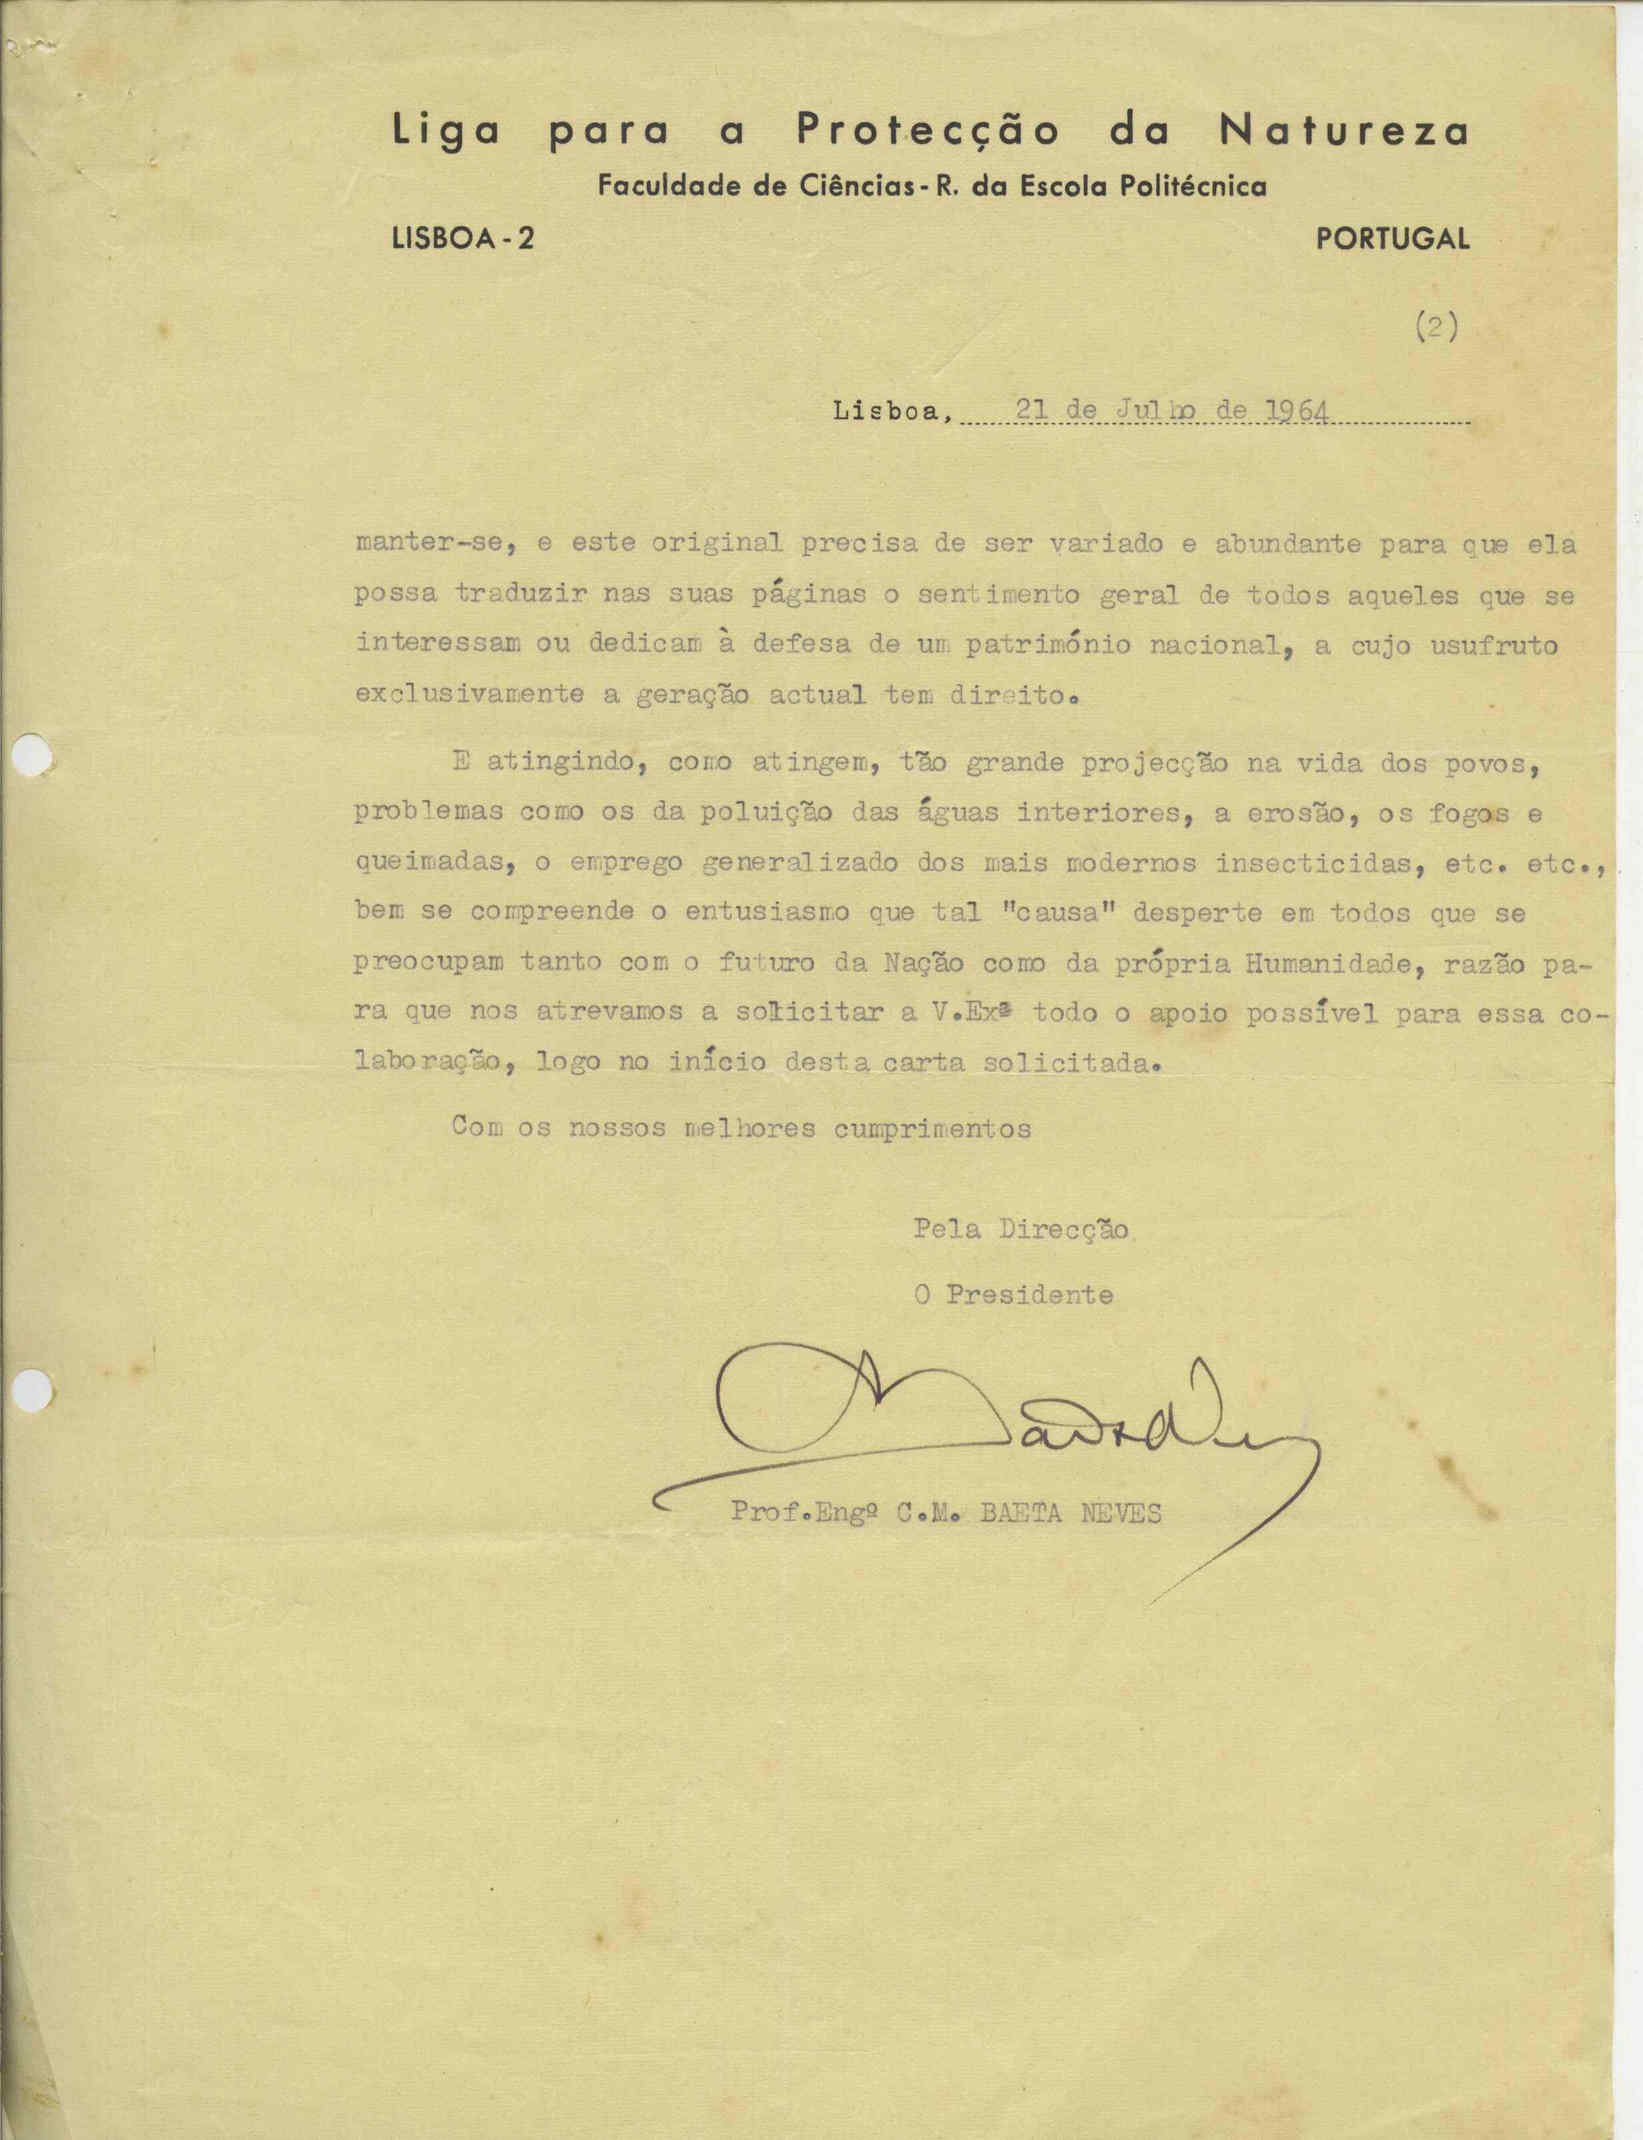 Liga para a Protecção da Natureza
Faculdade de Ciências - R. da Escola Politécnica
LISBOA - 2 PORTUGAL
(2)
Lisboa, 21 de Julho de 1964
manter-se, e este original precisa de ser variado e abundante para que ela
possa traduzir nas suas páginas o sentimento geral de todos aqueles que se
interessam ou dedicam à defesa de um património nacional, a cujo usufruto
exclusivamente a geração actual tem direito.
E atingindo, como atingem, tão grande projecção na vida dos povos,
problemas como os da poluição das águas interiores, a erosão, os fogos e
queimadas, o emprego generalizado dos mais modernos insecticidas, etc. etc.,
bem se compreende o entusiasmo que tal "causa" desperte em todos que se
preocupam tanto com o futuro da Nação como da própria Humanidade, razão pa-
ra que nos atrevamos a solicitar a V.Exª todo o apoio possível para essa co-
laboração, logo no início desta carta solicitada.
Com os nossos melhores cumprimentos
Pela Direcção
O Presidente
Prof.Engº C.M. BAETA NEVES